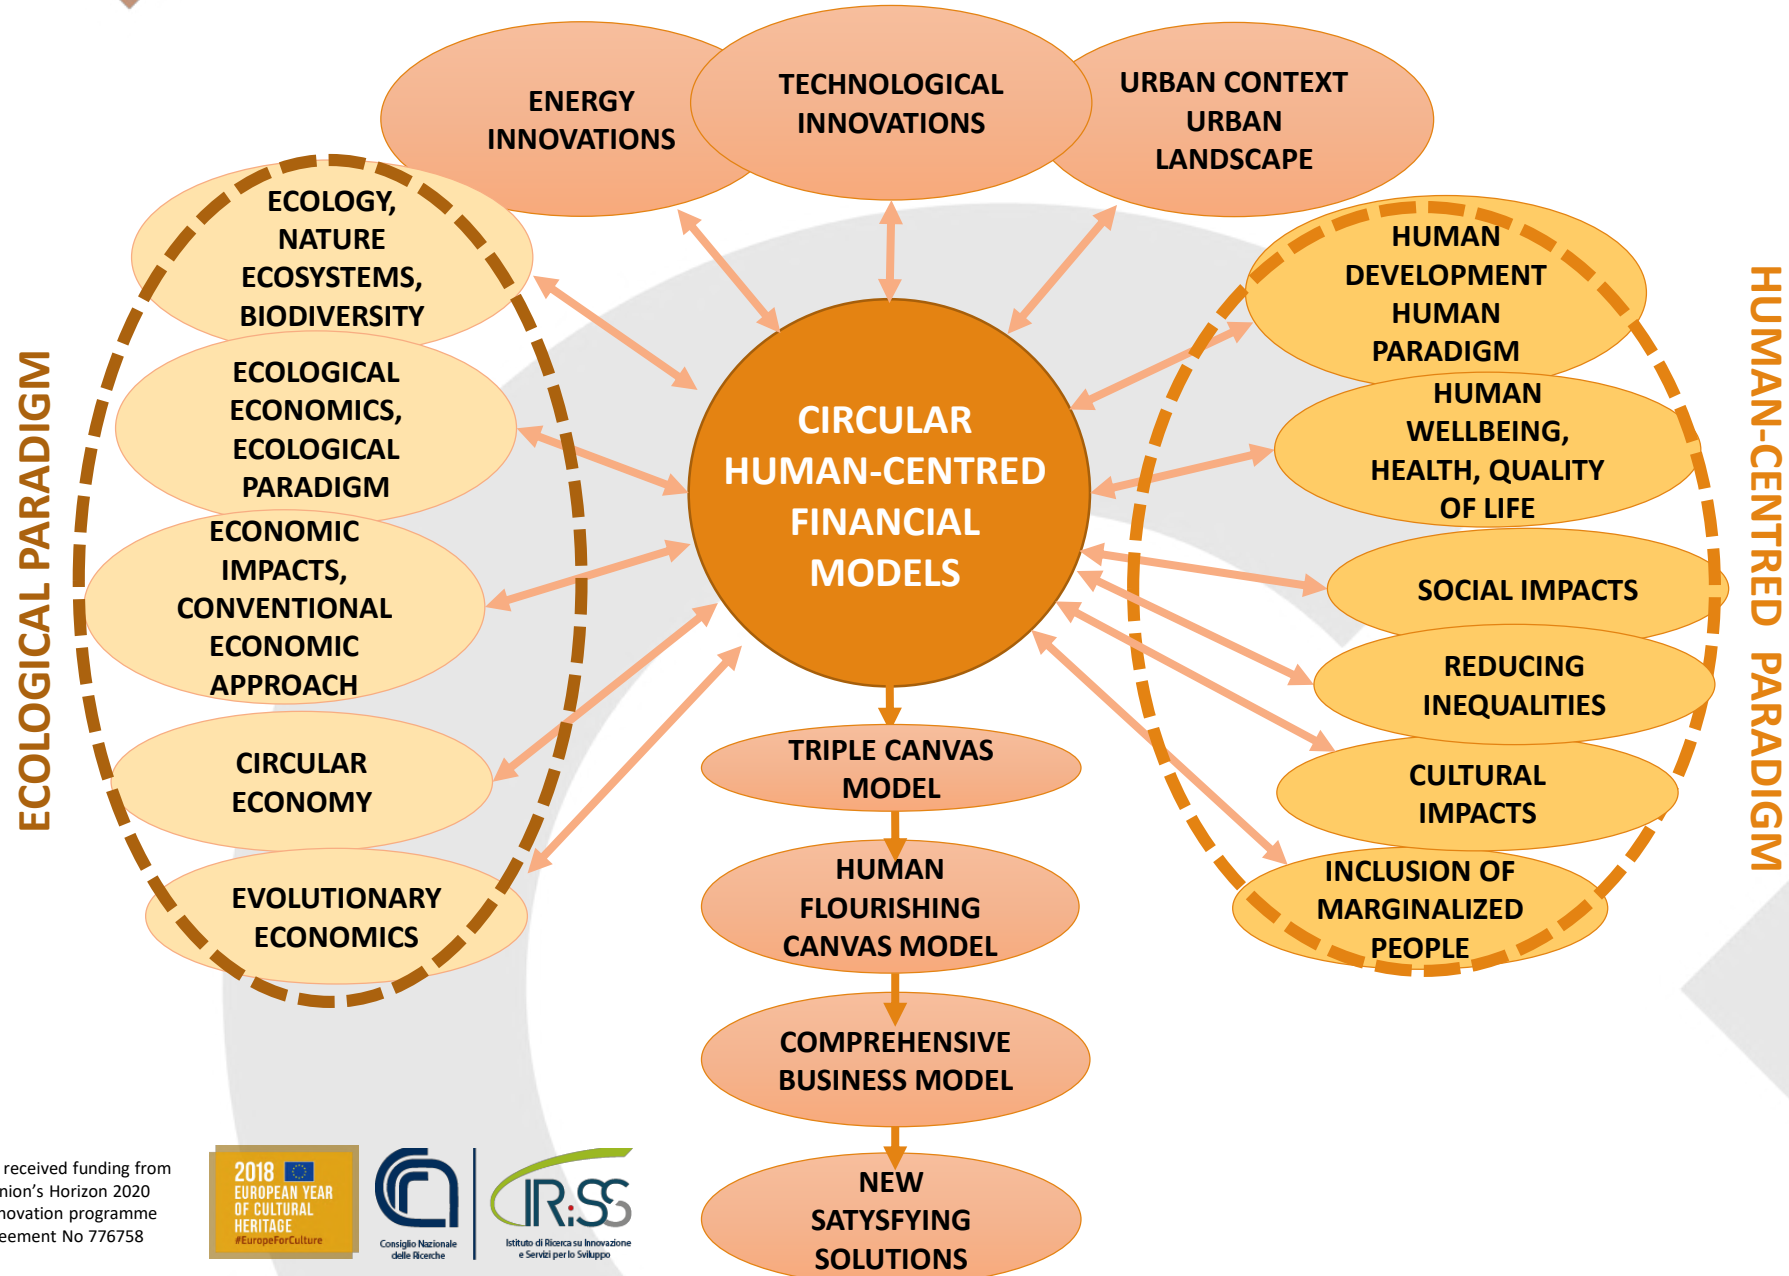 ENERGY
INNOVATIONS
TECHNOLOGICAL
INNOVATIONS
URBAN CONTEXT
URBAN
LANDSCAPE
ECOLOGICAL PARADIGM
ECOLOGY,
NATURE
ECOSYSTEMS,
BIODIVERSITY
ECOLOGICAL
ECONOMICS,
ECOLOGICAL
PARADIGM
ECONOMIC
IMPACTS,
CONVENTIONAL
ECONOMIC
APPROACH
CIRCULAR
ECONOMY
EVOLUTIONARY
ECONOMICS
CIRCULAR
HUMAN-CENTRED
FINANCIAL
MODELS
TRIPLE CANVAS
MODEL
HUMAN
FLOURISHING
CANVAS MODEL
COMPREHENSIVE
BUSINESS MODEL
NEW
SATYSFYING
SOLUTIONS
HUMAN
DEVELOPMENT
HUMAN
PARADIGM
HUMAN
WELLBEING,
HEALTH, QUALITY
OF LIFE
SOCIAL IMPACTS
REDUCING
INEQUALITIES
CULTURAL
IMPACTS
INCLUSION OF
MARGINALIZED
PEOPLE
HUMAN-CENTRED PARADIGM
received funding from
nion's Horizon 2020
novation programme
eement No 776758
2018
EUROPEAN YEAR
OF CULTURAL
HERITAGE
#EuropeForCulture
Consiglio Nazionale
delle Ricerche
IRiSS
Istituto di Ricerca su Innovazione
e Servizi per lo Sviluppo